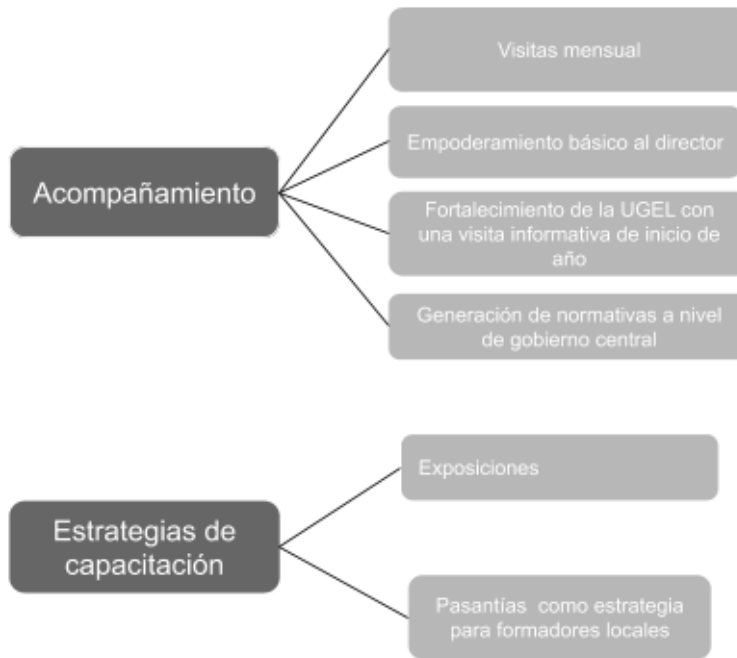 Visitas mensual
Empoderamiento básico al director
Acompañamiento
Fortalecimiento de la UGEL con
una visita informativa de inicio de
año
Generación de normativas a nivel
de gobierno central
Exposiciones
Estrategias de
capacitación
Pasantías como estrategia
para formadores locales